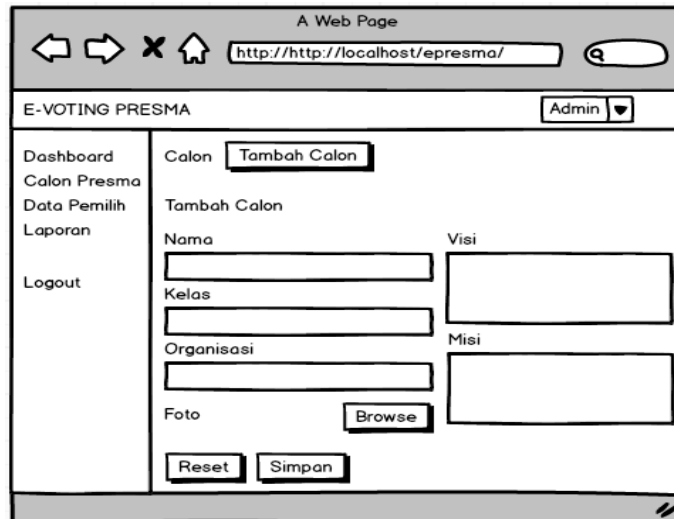 A Web Page
http://http://localhost/epresma/
E-VOTING PRESMA
Admin
Dashboard
Calon Presma
Data Pemilih
Laporan
Logout
Calon
Tambah Calon
Tambah Calon
Nama
Kelas
Organisasi
Foto
Browse
Visi
Misi
Reset
Simpan